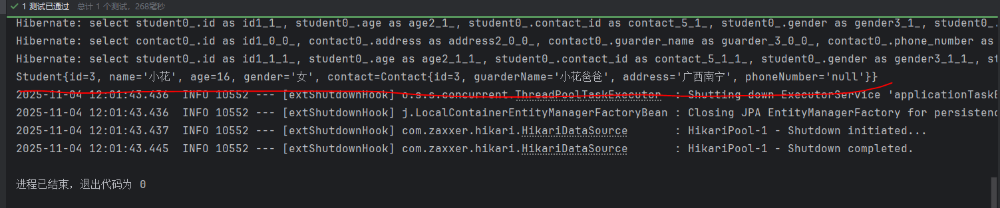 1 测试已通过 总计 1 个测试，268毫秒
Hibernate: select student0_.id as id1_1_, student0_.age as age2_1_, student0_.contact_id as contact_5_1_, student0_.gender as gender3_1_, student0_.
Hibernate: select contact0_.id as id1_0_0_, contact0_.address as address2_0_0_, contact0_.guarder_name as guarder_3_0_0_, contact0_.phone_number as
Hibernate: select student0_.id as id1_1_1_, student0_.age as age2_1_1_, student0_.contact_id as contact_5_1_1_, student0_.gender as gender3_1_1_, st
Student{id=3, name='小花', age=16, gender='女', contact=Contact{id=3, guarderName='小花爸爸', address='广西南宁', phoneNumber='null'}}
2025-11-04 12:01:43.436 INFO 10552 --- [extShutdownHook] o.s.s.concurrent.ThreadPoolTaskExecutor : Shutting down ExecutorService 'applicationTaskE
2025-11-04 12:01:43.436 INFO 10552 --- [extShutdownHook] j.LocalContainerEntityManagerFactoryBean : Closing JPA EntityManagerFactory for persistenc
2025-11-04 12:01:43.437 INFO 10552 --- [extShutdownHook] com.zaxxer.hikari.HikariDataSource : HikariPool-1 - Shutdown initiated...
2025-11-04 12:01:43.445 INFO 10552 --- [extShutdownHook] com.zaxxer.hikari.HikariDataSource : HikariPool-1 - Shutdown completed.
进程已结束，退出代码为 0